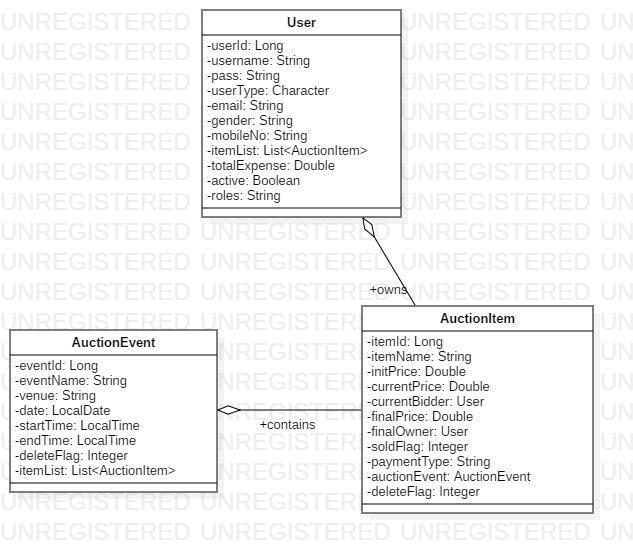 User
-userId: Long
-username: String
-pass: String
-userType: Character
-email: String
-gender: String
-mobileNo: String
-itemList: List<AuctionItem>
-totalExpense: Double
-active: Boolean
-roles: String
+owns
AuctionItem
-itemId: Long
-itemName: String
-initPrice: Double
-currentPrice: Double
-currentBidder: User
-finalPrice: Double
-finalOwner: User
-soldFlag: Integer
-paymentType: String
-auctionEvent: AuctionEvent
-deleteFlag: Integer
AuctionEvent
-eventId: Long
-eventName: String
-venue: String
-date: LocalDate
-startTime: LocalTime
-endTime: LocalTime
-deleteFlag: Integer
-itemList: List<AuctionItem>
+contains
UNREGISTERED